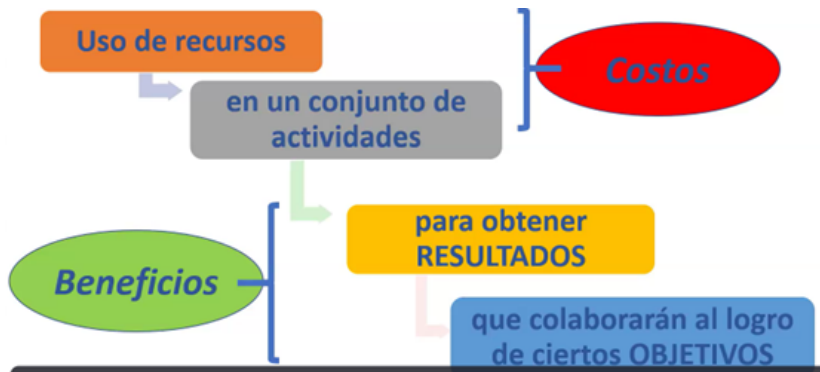 Uso de recursos
Costos
en un conjunto de
actividades
para obtener
RESULTADOS
Beneficios
que colaborarán al logro
de ciertos OBJETIVOS